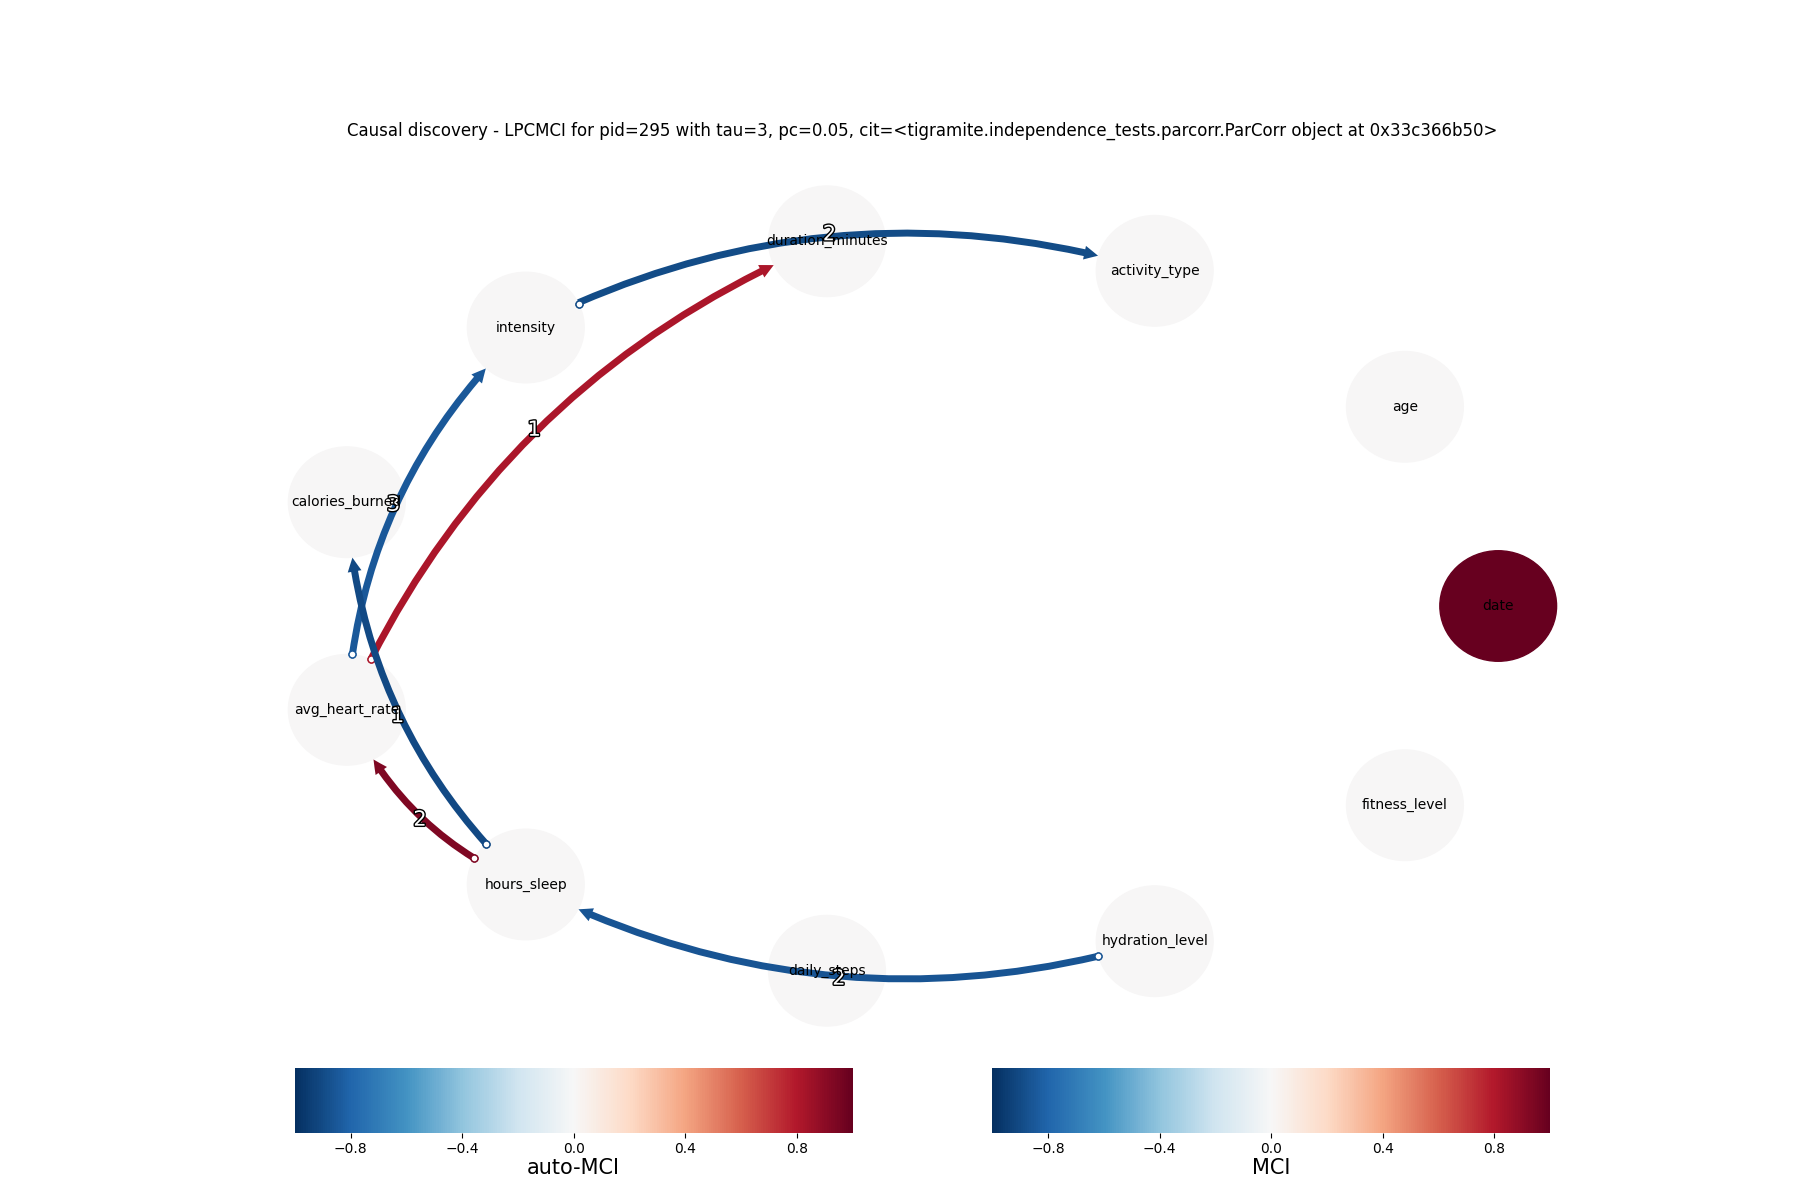 Causal discovery - LPCMCI for pid=295 with tau=3, pc=0.05, cit=<tigramite.independence_tests.parcorr.ParCorr object at 0x33c366b50>
2
duration_minutes
activity_type
intensity
age
1
calories_burned
3
date
avg_heart_rate
1
fitness_level
2
hours_sleep
hydration_level
daily_steps
2
−0.8 −0.4 0.0 0.4 0.8
auto-MCI
−0.8 −0.4 0.0 0.4 0.8
MCI